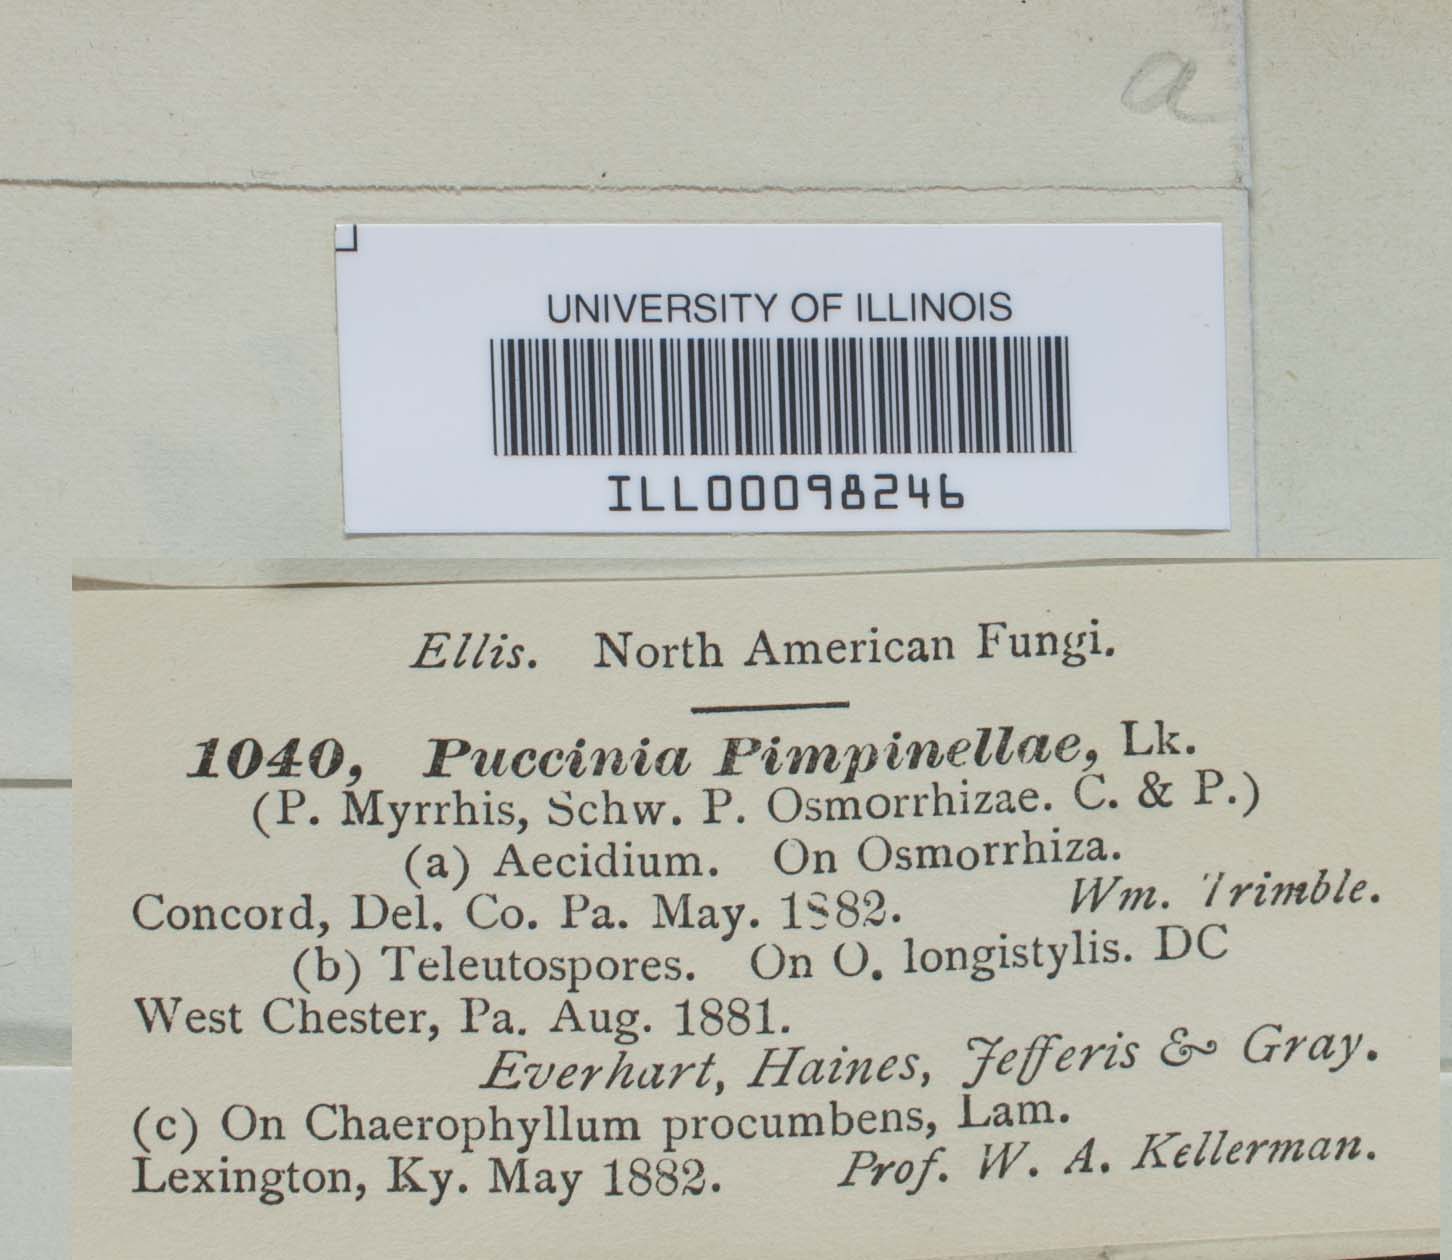 a
UNIVERSITY OF ILLINOIS
ILL00098246
Ellis. North American Fungi.
1040, Puccinia Pimpinellae, Lk.
(P. Myrrhis, Schw. P. Osmorrhizae. C. & P.)
(a) Aecidium. On Osmorrhiza.
Concord, Del. Co. Pa. May. 1882. Wm. Trimble.
(b) Teleutospores. On O. longistylis. DC
West Chester, Pa. Aug. 1881.
Everhart, Haines, Jefferis & Gray.
(c) On Chaerophyllum procumbens, Lam.
Lexington, Ky. May 1882. Prof. W. A. Kellerman.